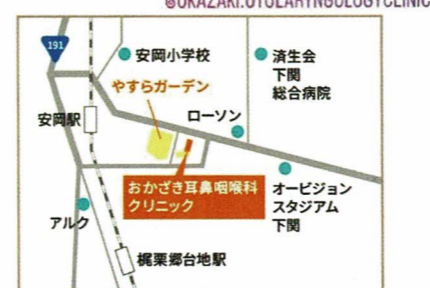 ©OKAZAKI.OTOLARYNGOLOGYCLINIC
191
安岡小学校
済生会
下関
総合病院
やすらガーデン
ローソン
安岡駅
おかざき耳鼻咽喉科
クリニック
オービジョン
スタジアム
下関
アルク
梶栗郷台地駅